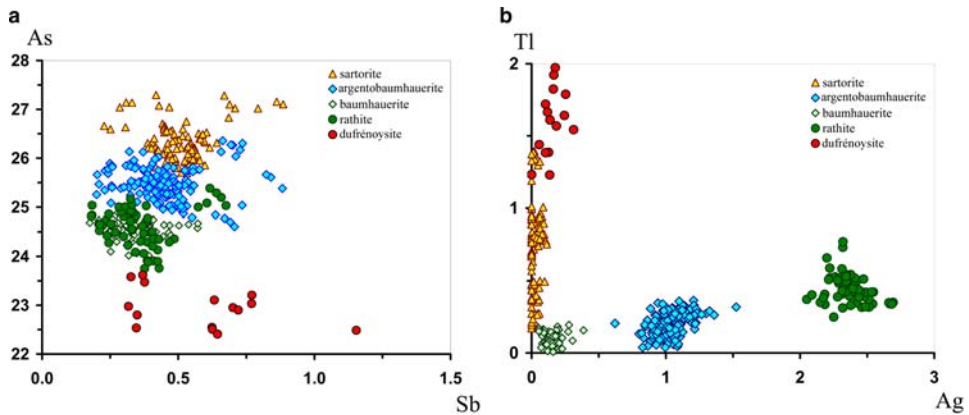 a
As
28
27
26
25
24
23
22
0.0 0.5 1.0 1.5
Sb
sartorite
argentobaumhauerite
baumhauerite
rathite
dufrénoysite
b
Tl
2
1
0
0 1 2 3
Ag
sartorite
argentobaumhauerite
baumhauerite
rathite
dufrénoysite